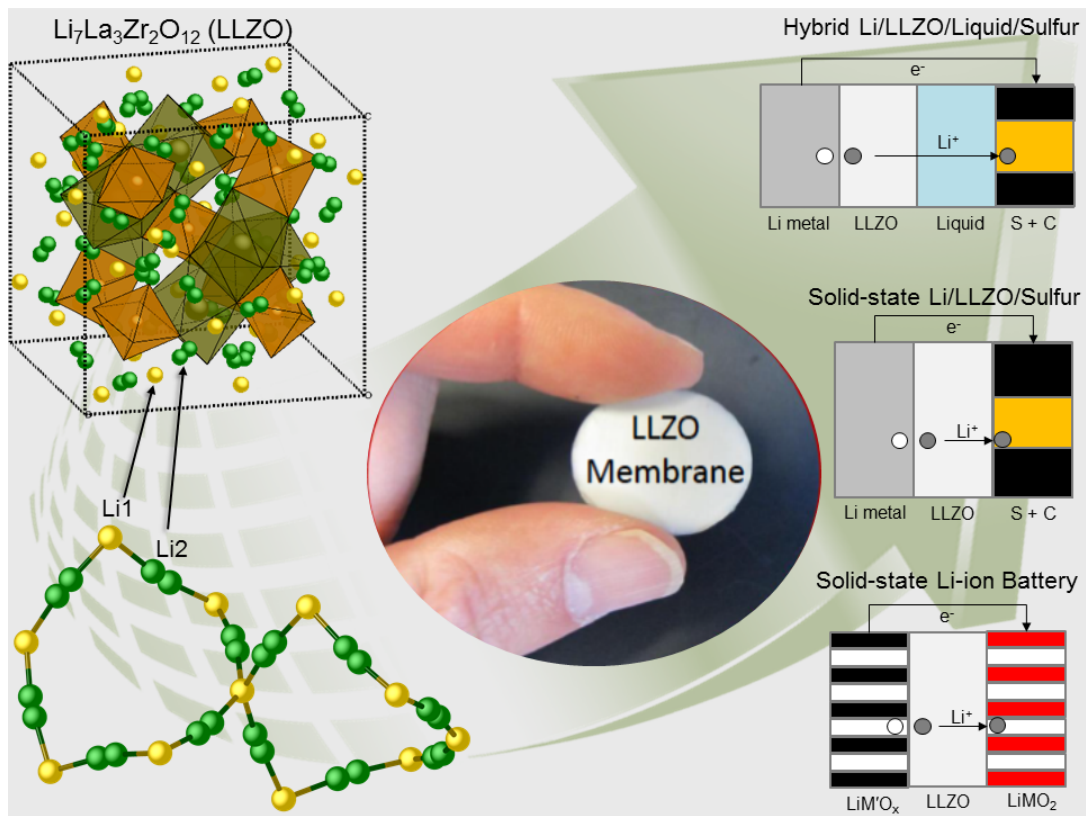 Li₇La₃Zr₂O₁₂ (LLZO)
c
Li1
Li2
LLZO
Membrane
Hybrid Li/LLZO/Liquid/Sulfur
e⁻
Li⁺
Li metal LLZO Liquid S + C
Solid-state Li/LLZO/Sulfur
e⁻
Li⁺
Li metal LLZO S + C
Solid-state Li-ion Battery
e⁻
Li⁺
LiM'Oₓ LLZO LiMO₂